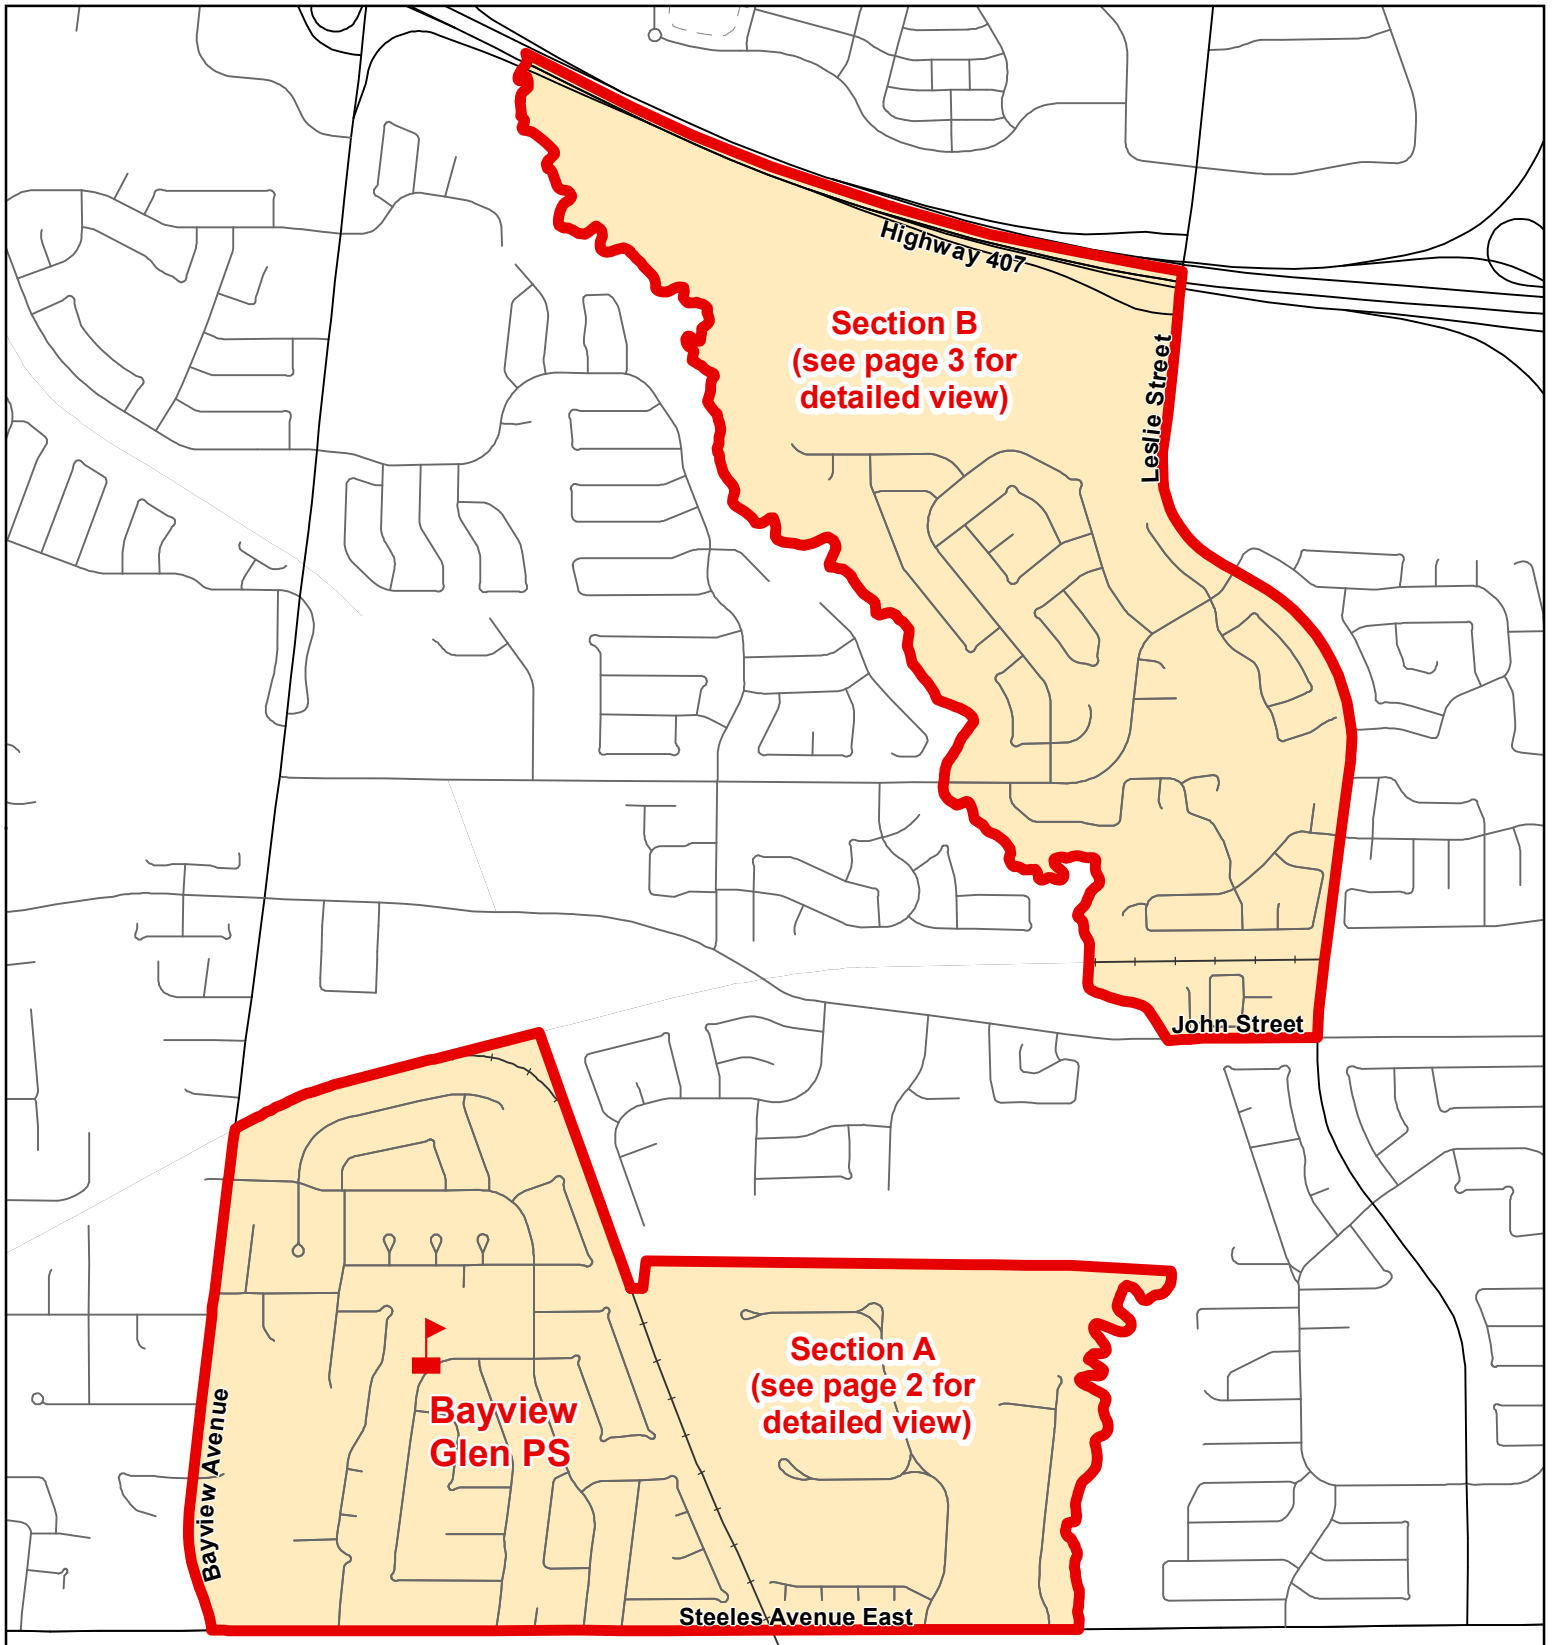 Highway 407
Section B
(see page 3 for
detailed view)
Leslie Street
John Street
Section A
(see page 2 for
detailed view)
Bayview
Glen PS
Bayview Avenue
Steeles Avenue East